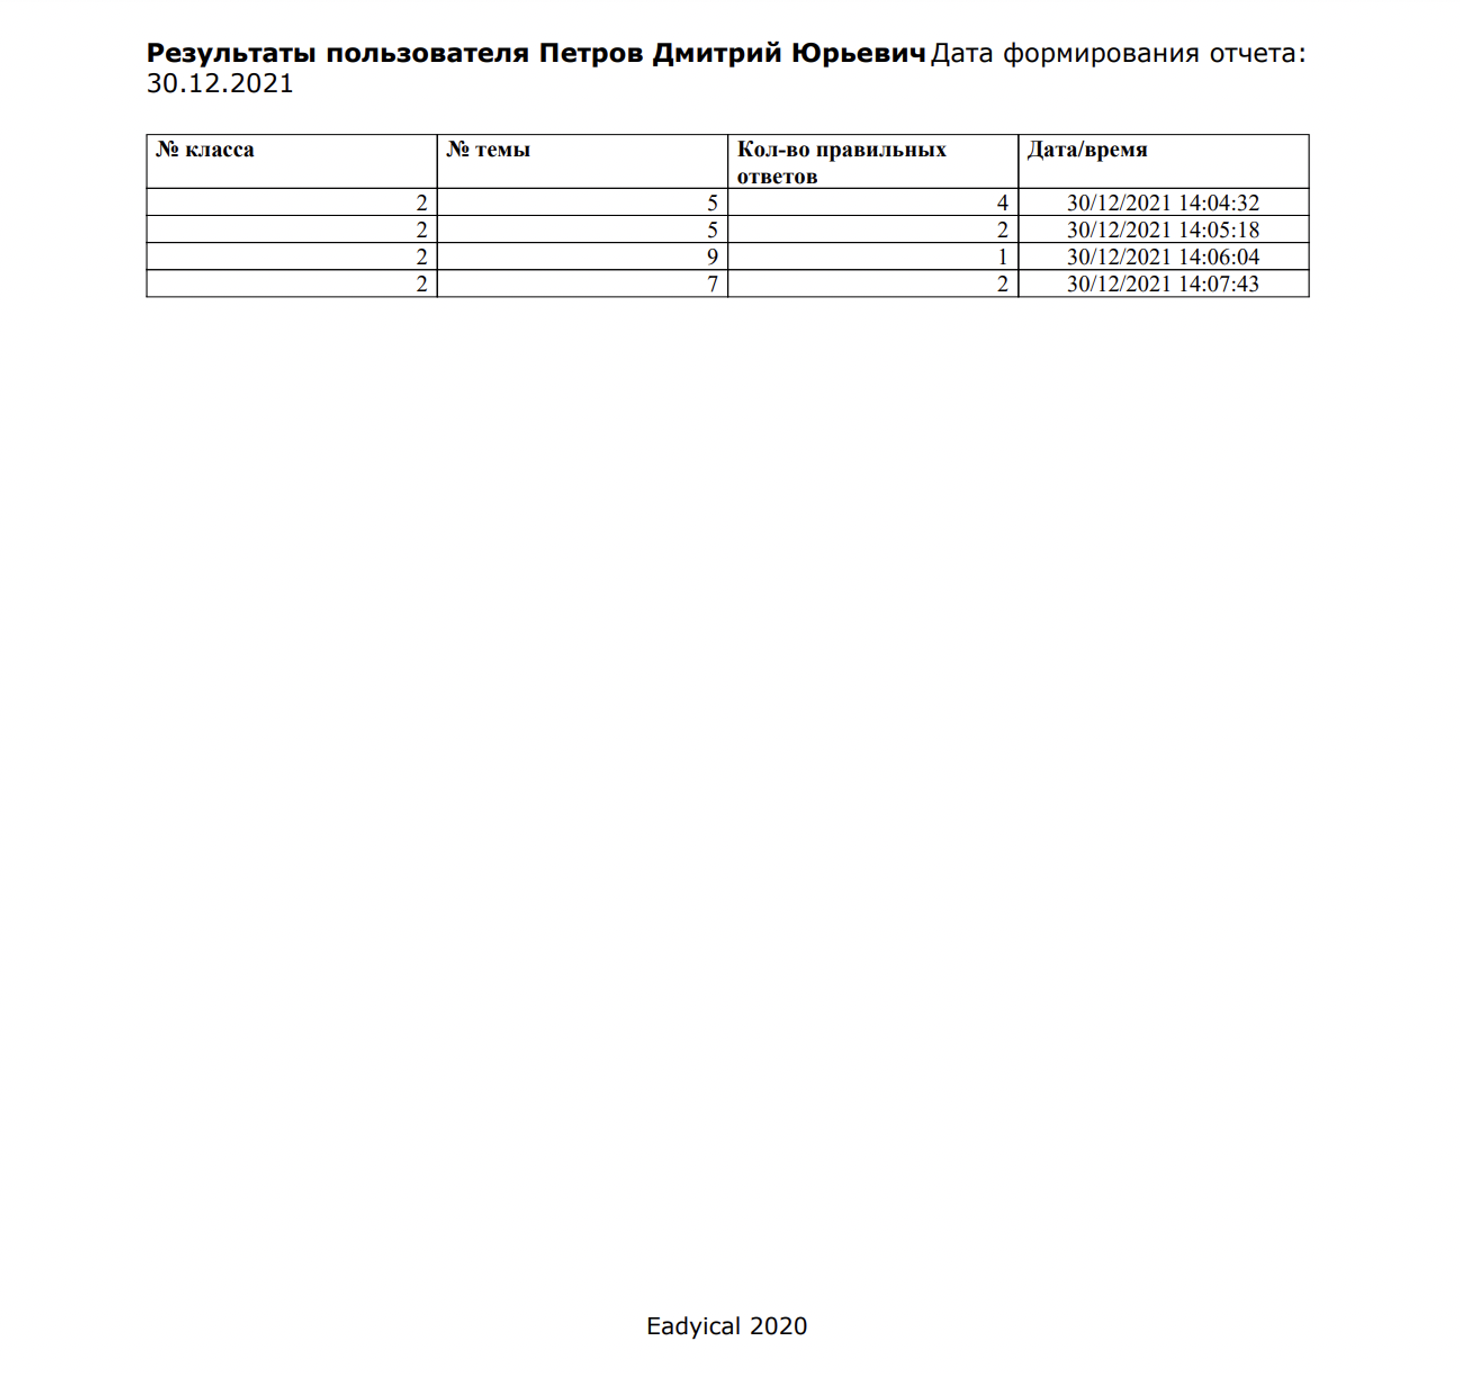 Результаты пользователя Петров Дмитрий Юрьевич Дата формирования отчета:
30.12.2021
№ класса № темы Кол-во правильных ответов Дата/время
2 5 4 30/12/2021 14:04:32
2 5 2 30/12/2021 14:05:18
2 9 1 30/12/2021 14:06:04
2 7 2 30/12/2021 14:07:43
Eadyical 2020